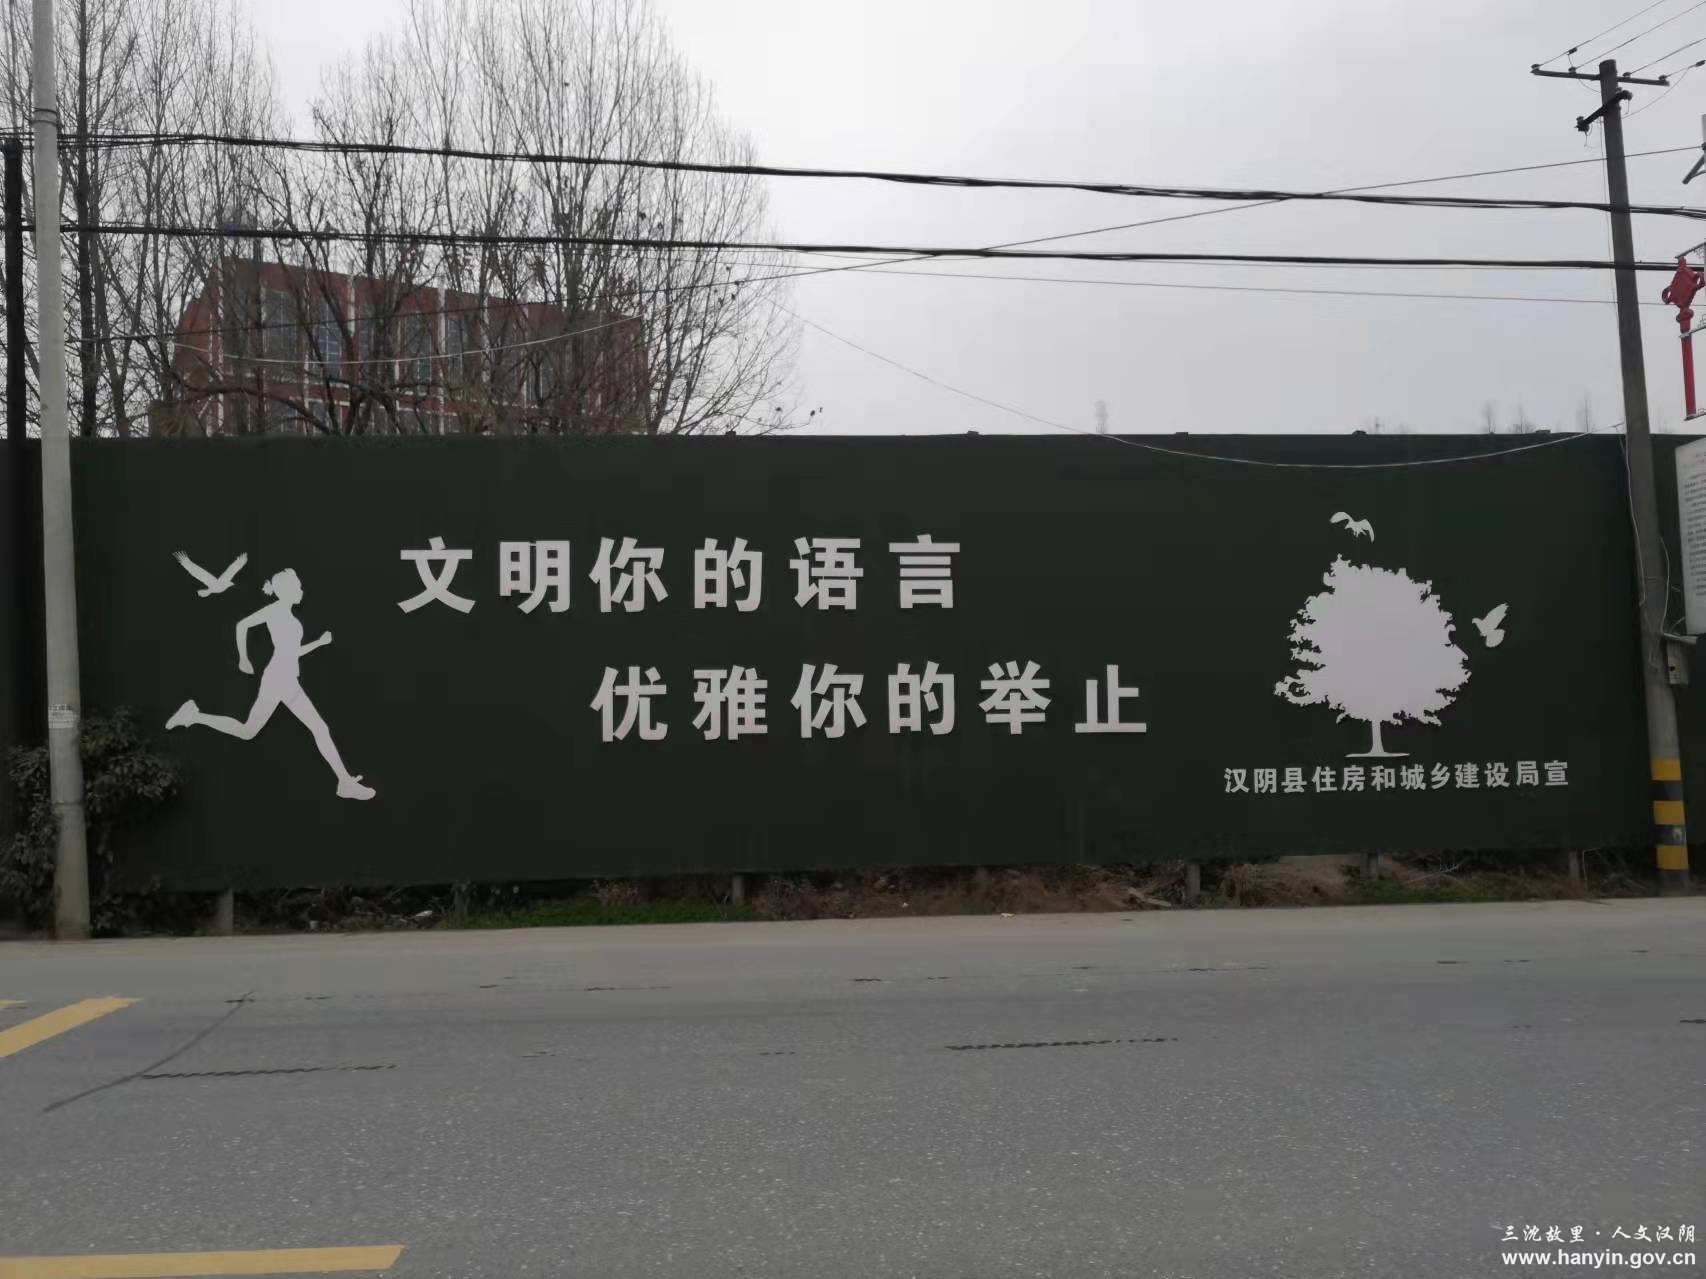 文明你的语言
优雅你的举止
汉阴县住房和城乡建设局宣
三沈故里·人文汉阴
www.hanyin.gov.cn